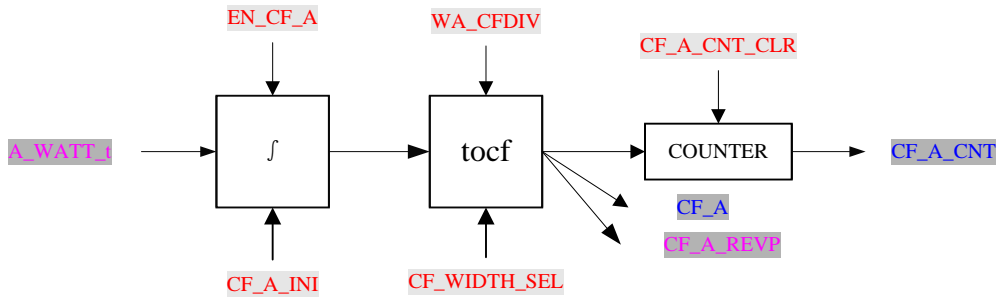 EN_CF_A
WA_CFDIV
CF_A_CNT_CLR
A_WATT_t
∫
tocf
COUNTER
CF_A_CNT
CF_A
CF_A_REVP
CF_A_INI
CF_WIDTH_SEL